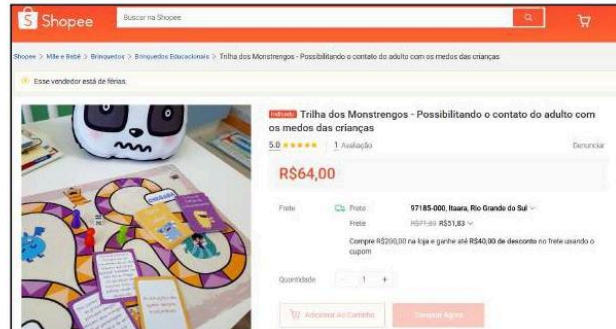 Shopee
Buscar na Shopee
Shopee > Mãe e Bebê > Brinquedos > Brinquedos Educacionais > Trilha dos Monstrengos - Possibilitando o contato do adulto com os medos das crianças
Esse vendedor está de férias.
Indicado Trilha dos Monstrengos - Possibilitando o contato do adulto com
os medos das crianças
5.0 1 Avaliação Denunciar
R$64,00
Frete Frete 97185-000, Itaara, Rio Grande do Sul
Frete R$71,83 R$51,83
Compre R$200,00 na loja e ganhe até R$40,00 de desconto no frete usando o
cupom
Quantidade - 1 +
Adicionar Ao Carrinho Comprar Agora